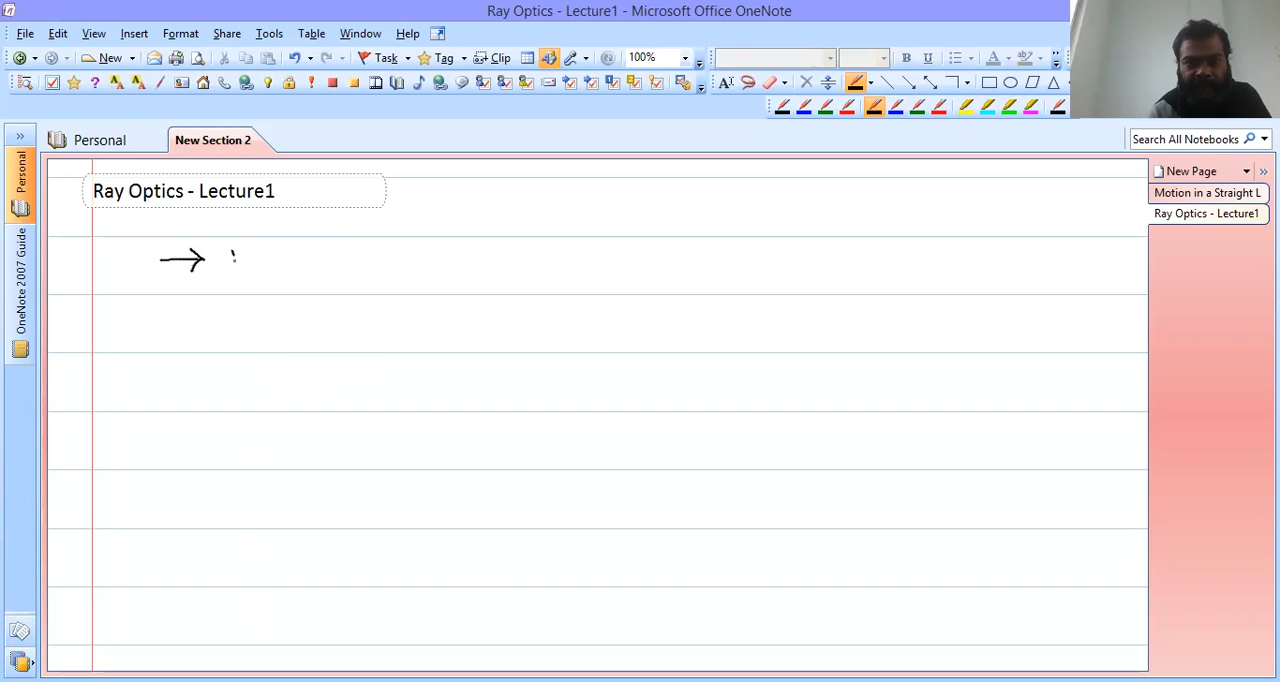 Ray Optics - Lecture1 - Microsoft Office OneNote
File Edit View Insert Format Share Tools Table Window Help
New Task Tag Clip 100% B U A ab
A
Personal New Section 2 Search All Notebooks
Personal
OneNote 2007 Guide
Ray Optics - Lecture1
→
New Page
Motion in a Straight L
Ray Optics - Lecture1